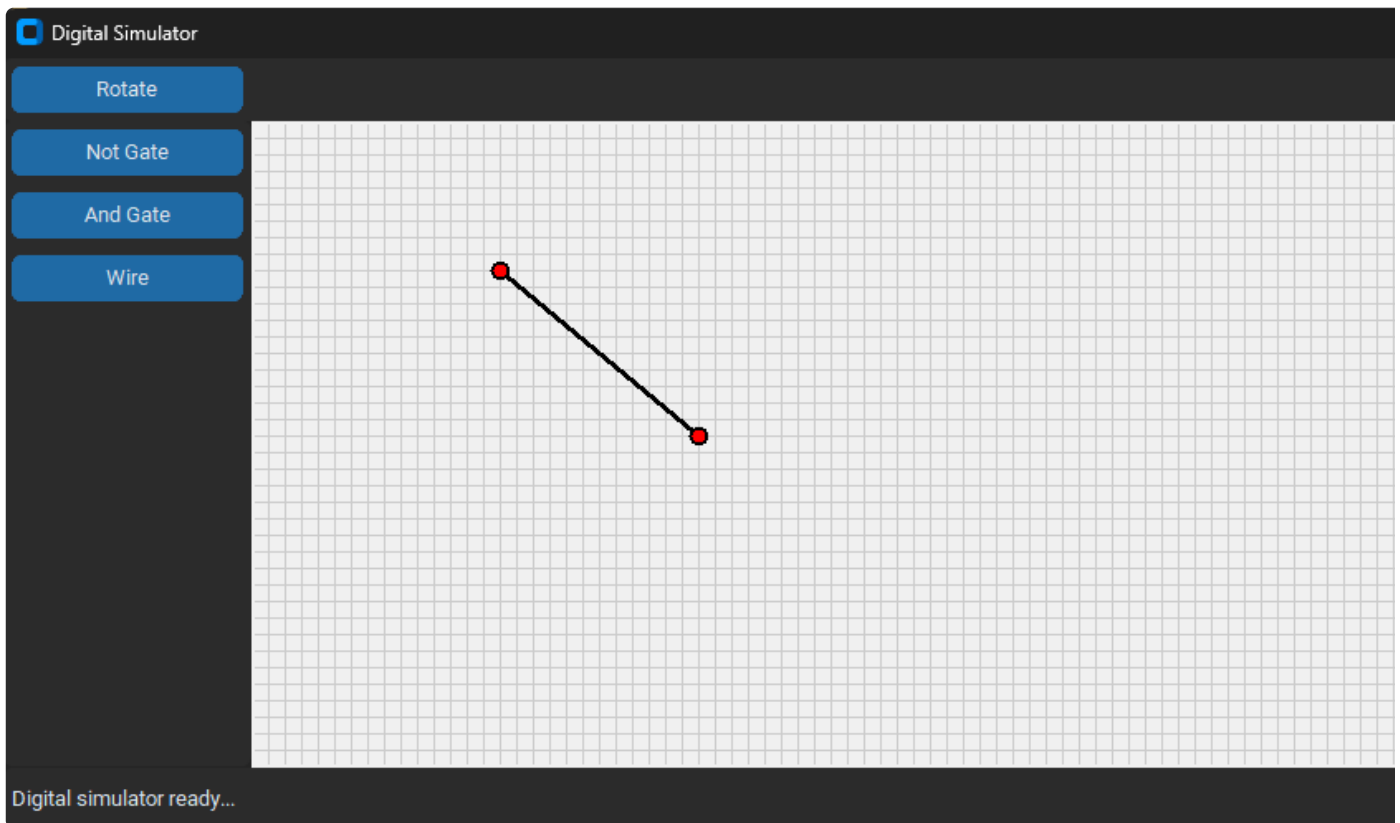 Digital Simulator
Rotate
Not Gate
And Gate
Wire
Digital simulator ready...